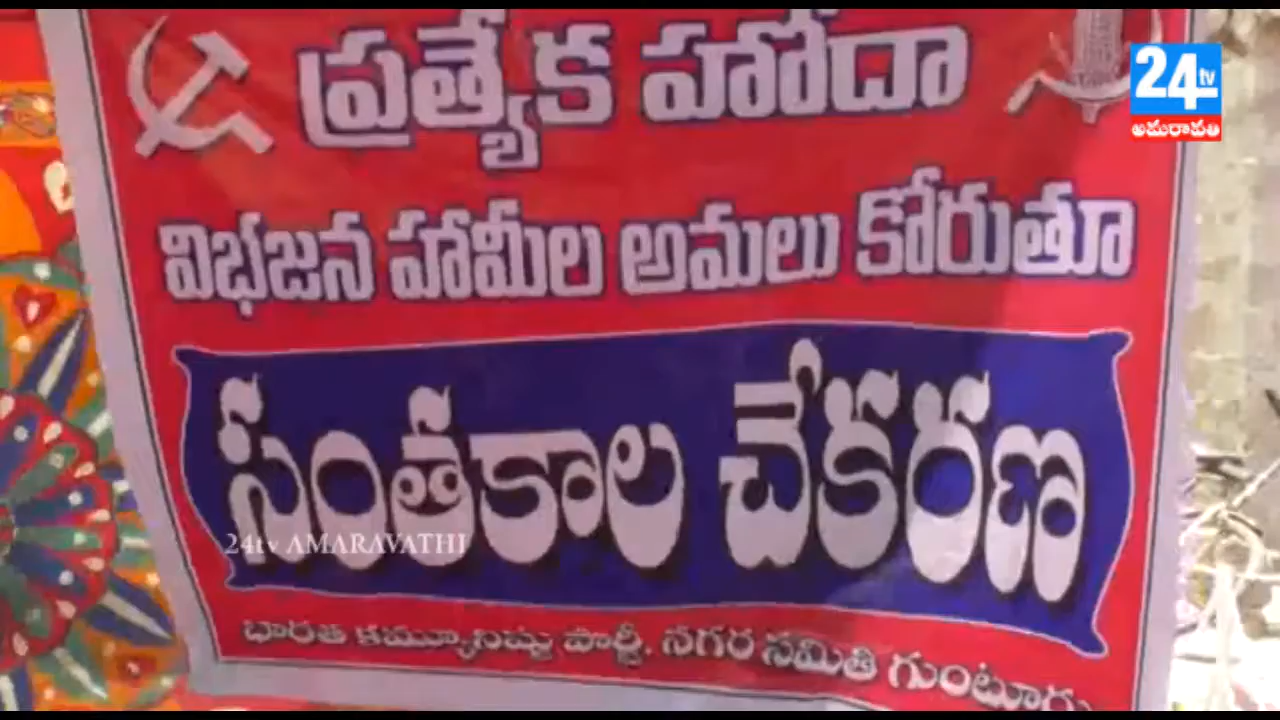 ప్రత్యేక హోదా
24tv
అమరావతి
విభజన హామీల అమలు కోరుతూ
సంతకాల చేకరణ
24tv AMARAVATHI
భారత కమ్యూనిష్టు పార్టీ. నగర సమితి గుంటూరు